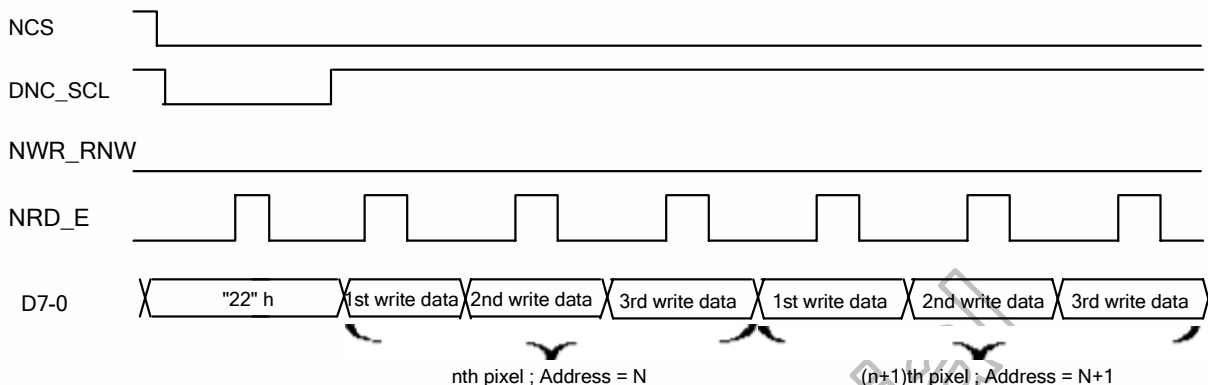 NCS
DNC_SCL
NWR_RNW
NRD_E
D7-0 "22" h 1st write data 2nd write data 3rd write data 1st write data 2nd write data 3rd write data
nth pixel ; Address = N (n+1)th pixel ; Address = N+1